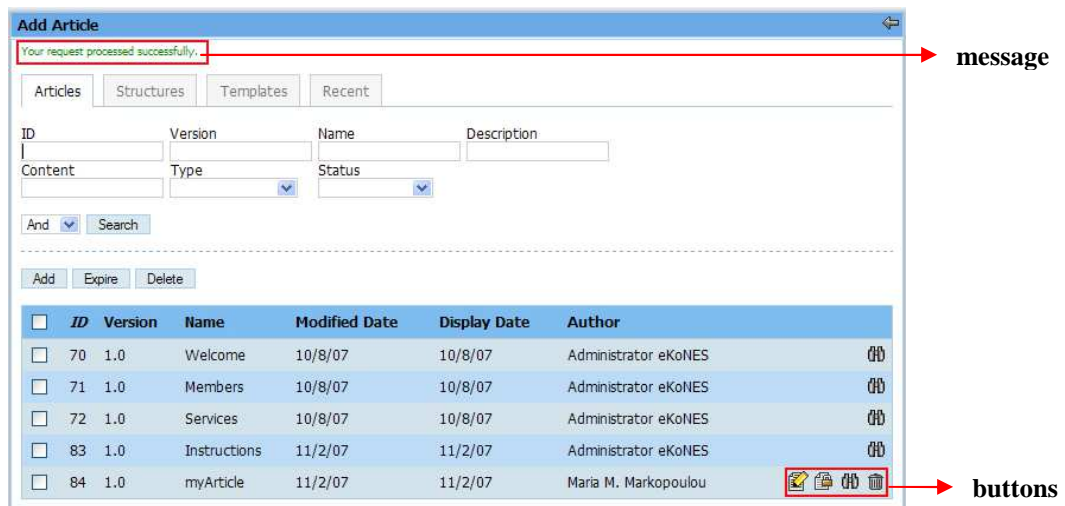 Add Article
Your request processed successfully.
message
Articles Structures Templates Recent
ID Version Name Description
Content Type Status
And Search
Add Expire Delete
ID Version Name Modified Date Display Date Author
70 1.0 Welcome 10/8/07 10/8/07 Administrator eKoNES
71 1.0 Members 10/8/07 10/8/07 Administrator eKoNES
72 1.0 Services 10/8/07 10/8/07 Administrator eKoNES
83 1.0 Instructions 11/2/07 11/2/07 Administrator eKoNES
84 1.0 myArticle 11/2/07 11/2/07 Maria M. Markopoulou
buttons